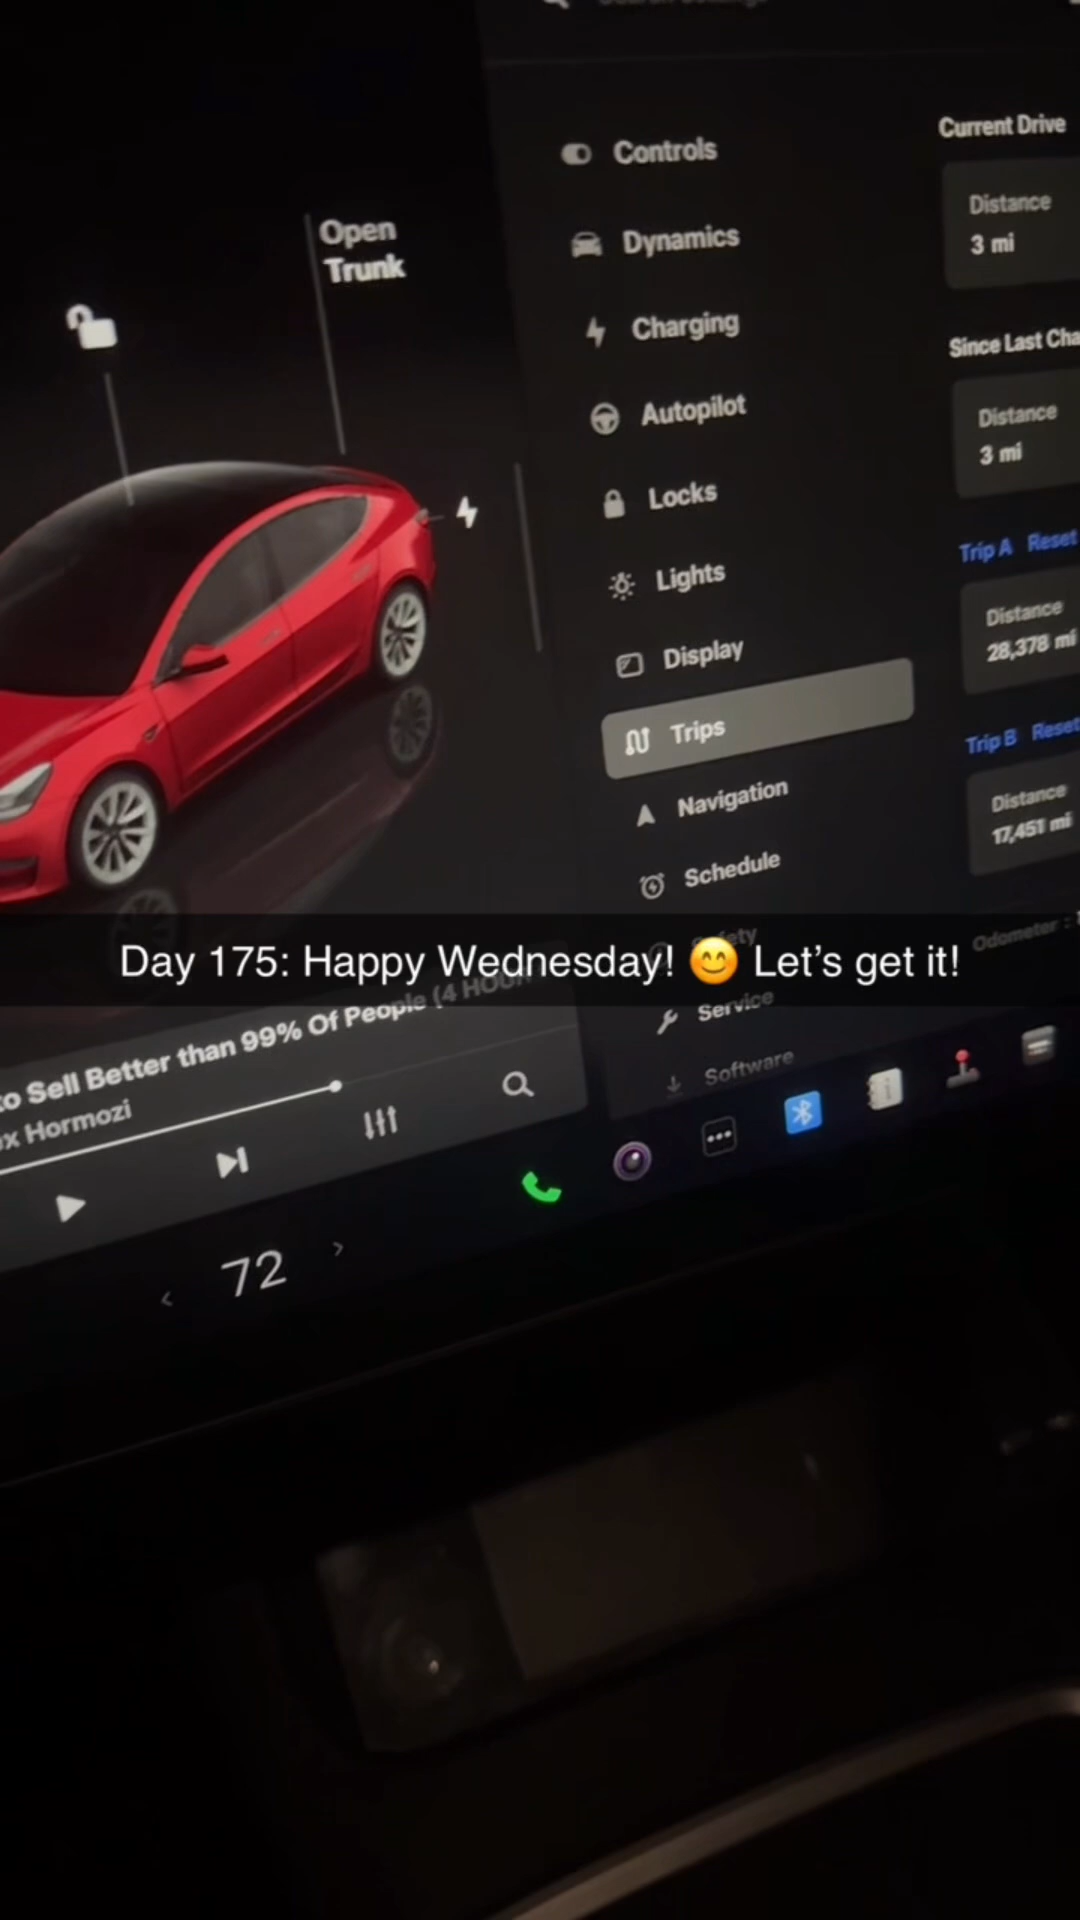 Controls
Dynamics
Charging
Autopilot
Locks
Lights
Display
Trips
Navigation
Schedule
Service
Software
Current Drive
Distance
3 mi
Since Last
Distance
3 mi
Trip A Reset
Distance
28,378 mi
Trip B Reset
Distance
17,451 mi
Odometer :
Open
Trunk
Day 175: Happy Wednesday! 😊 Let’s get it!
to Sell Better than 99% Of People (4
Hormozi
< 72 >